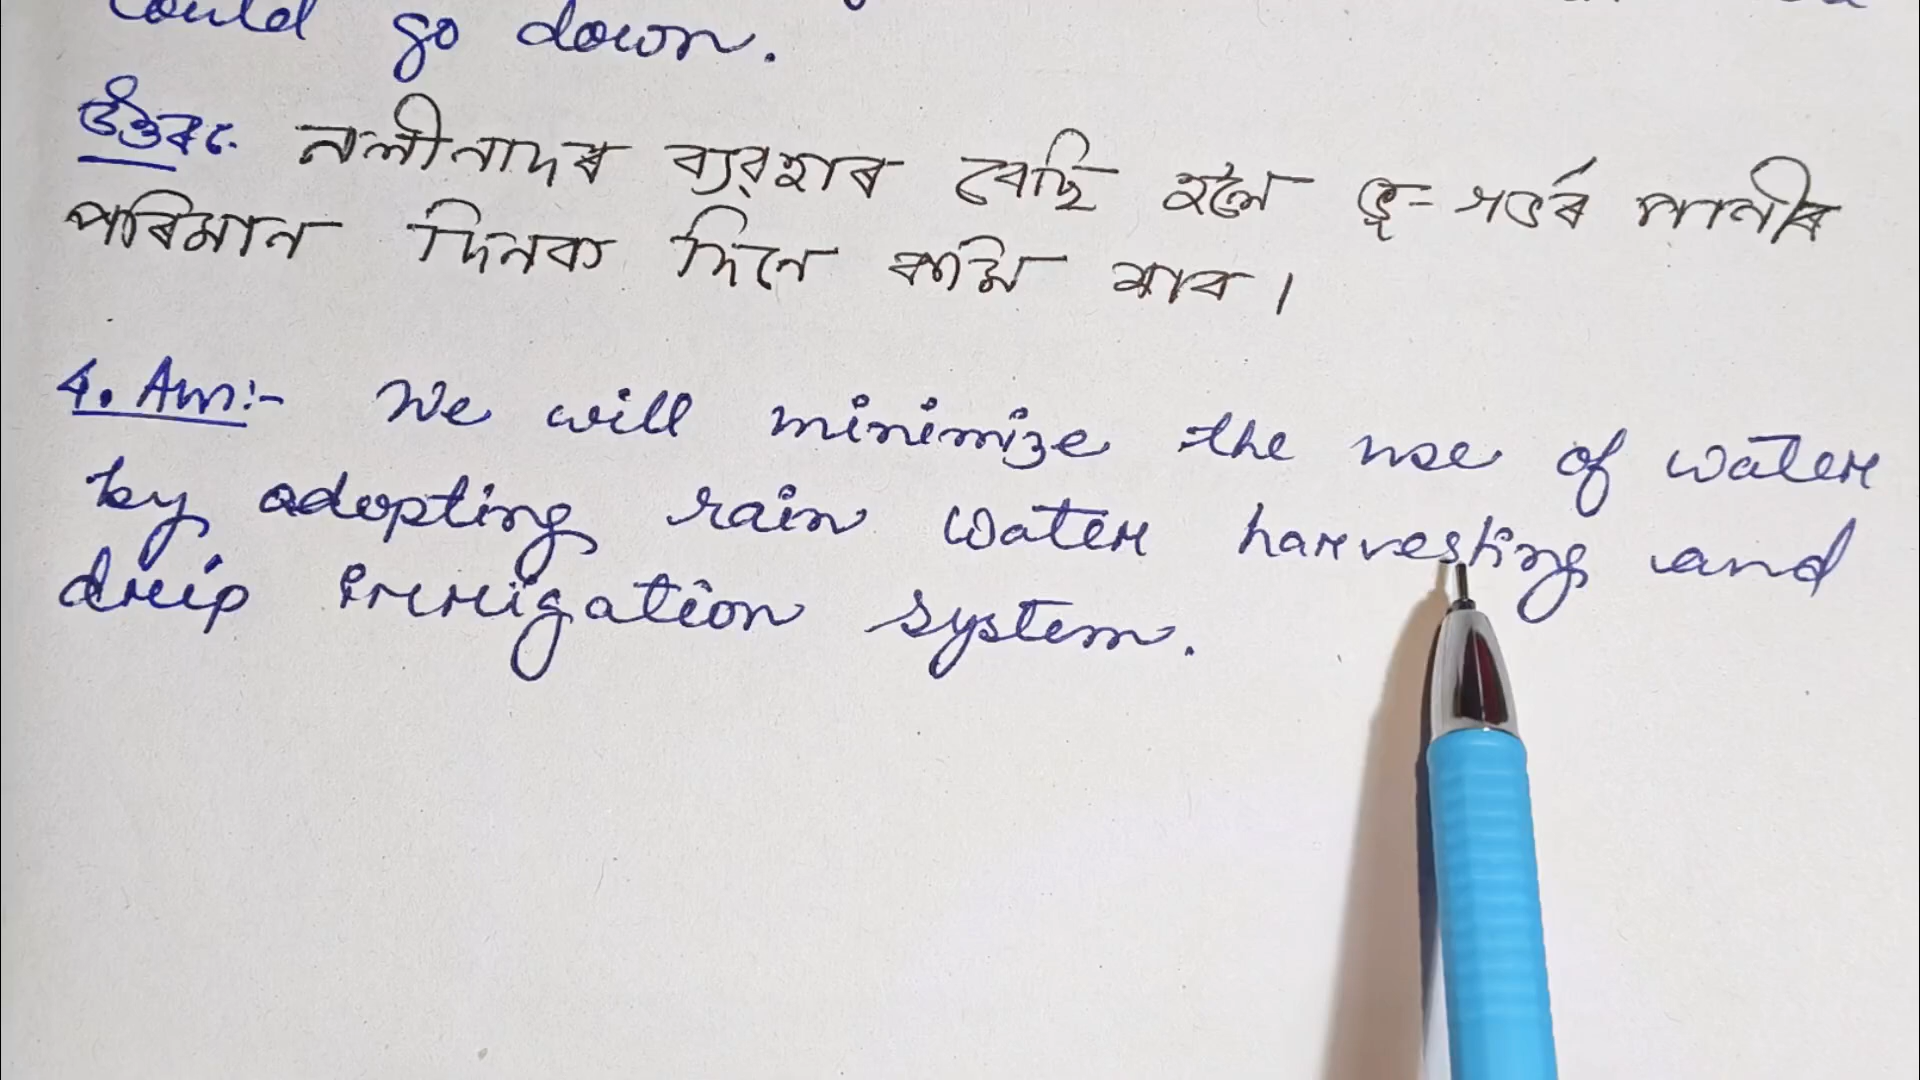 could go down.
উত্তৰঃ নলীনাদৰ ব্যৱহাৰ বেছি হলে ভূ-গৰ্ভৰ পানীৰ
পৰিমান দিনক দিনে কমি যাব।
4. Ans:- We will minimize the use of water
by adopting rain water harvesting and
drip irrigation system.